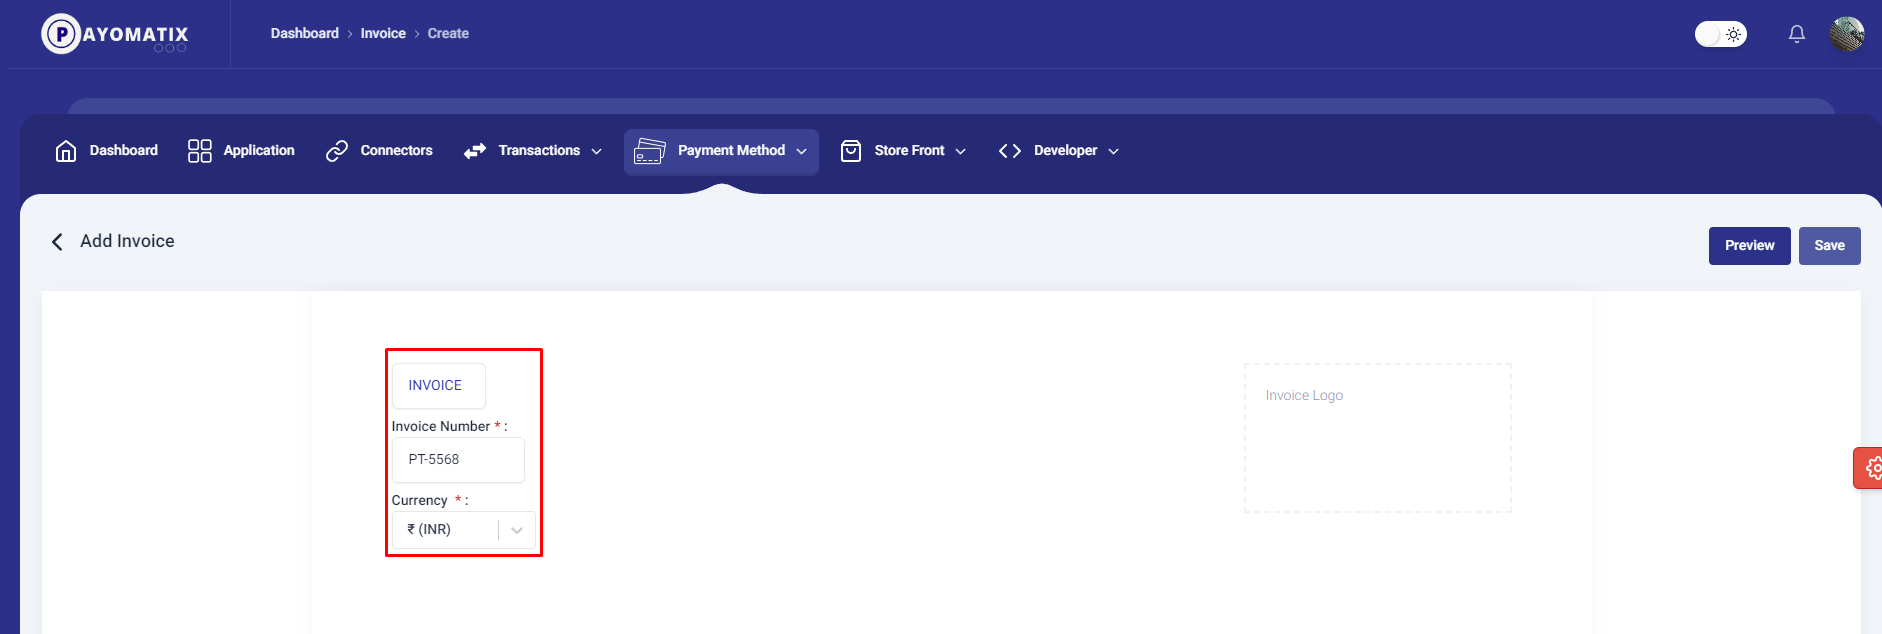 PAYOMATIX
Dashboard > Invoice > Create
Dashboard Application Connectors Transactions Payment Method Store Front Developer
Add Invoice
Preview Save
INVOICE
Invoice Logo
Invoice Number * :
PT-5568
Currency * :
₹ (INR)